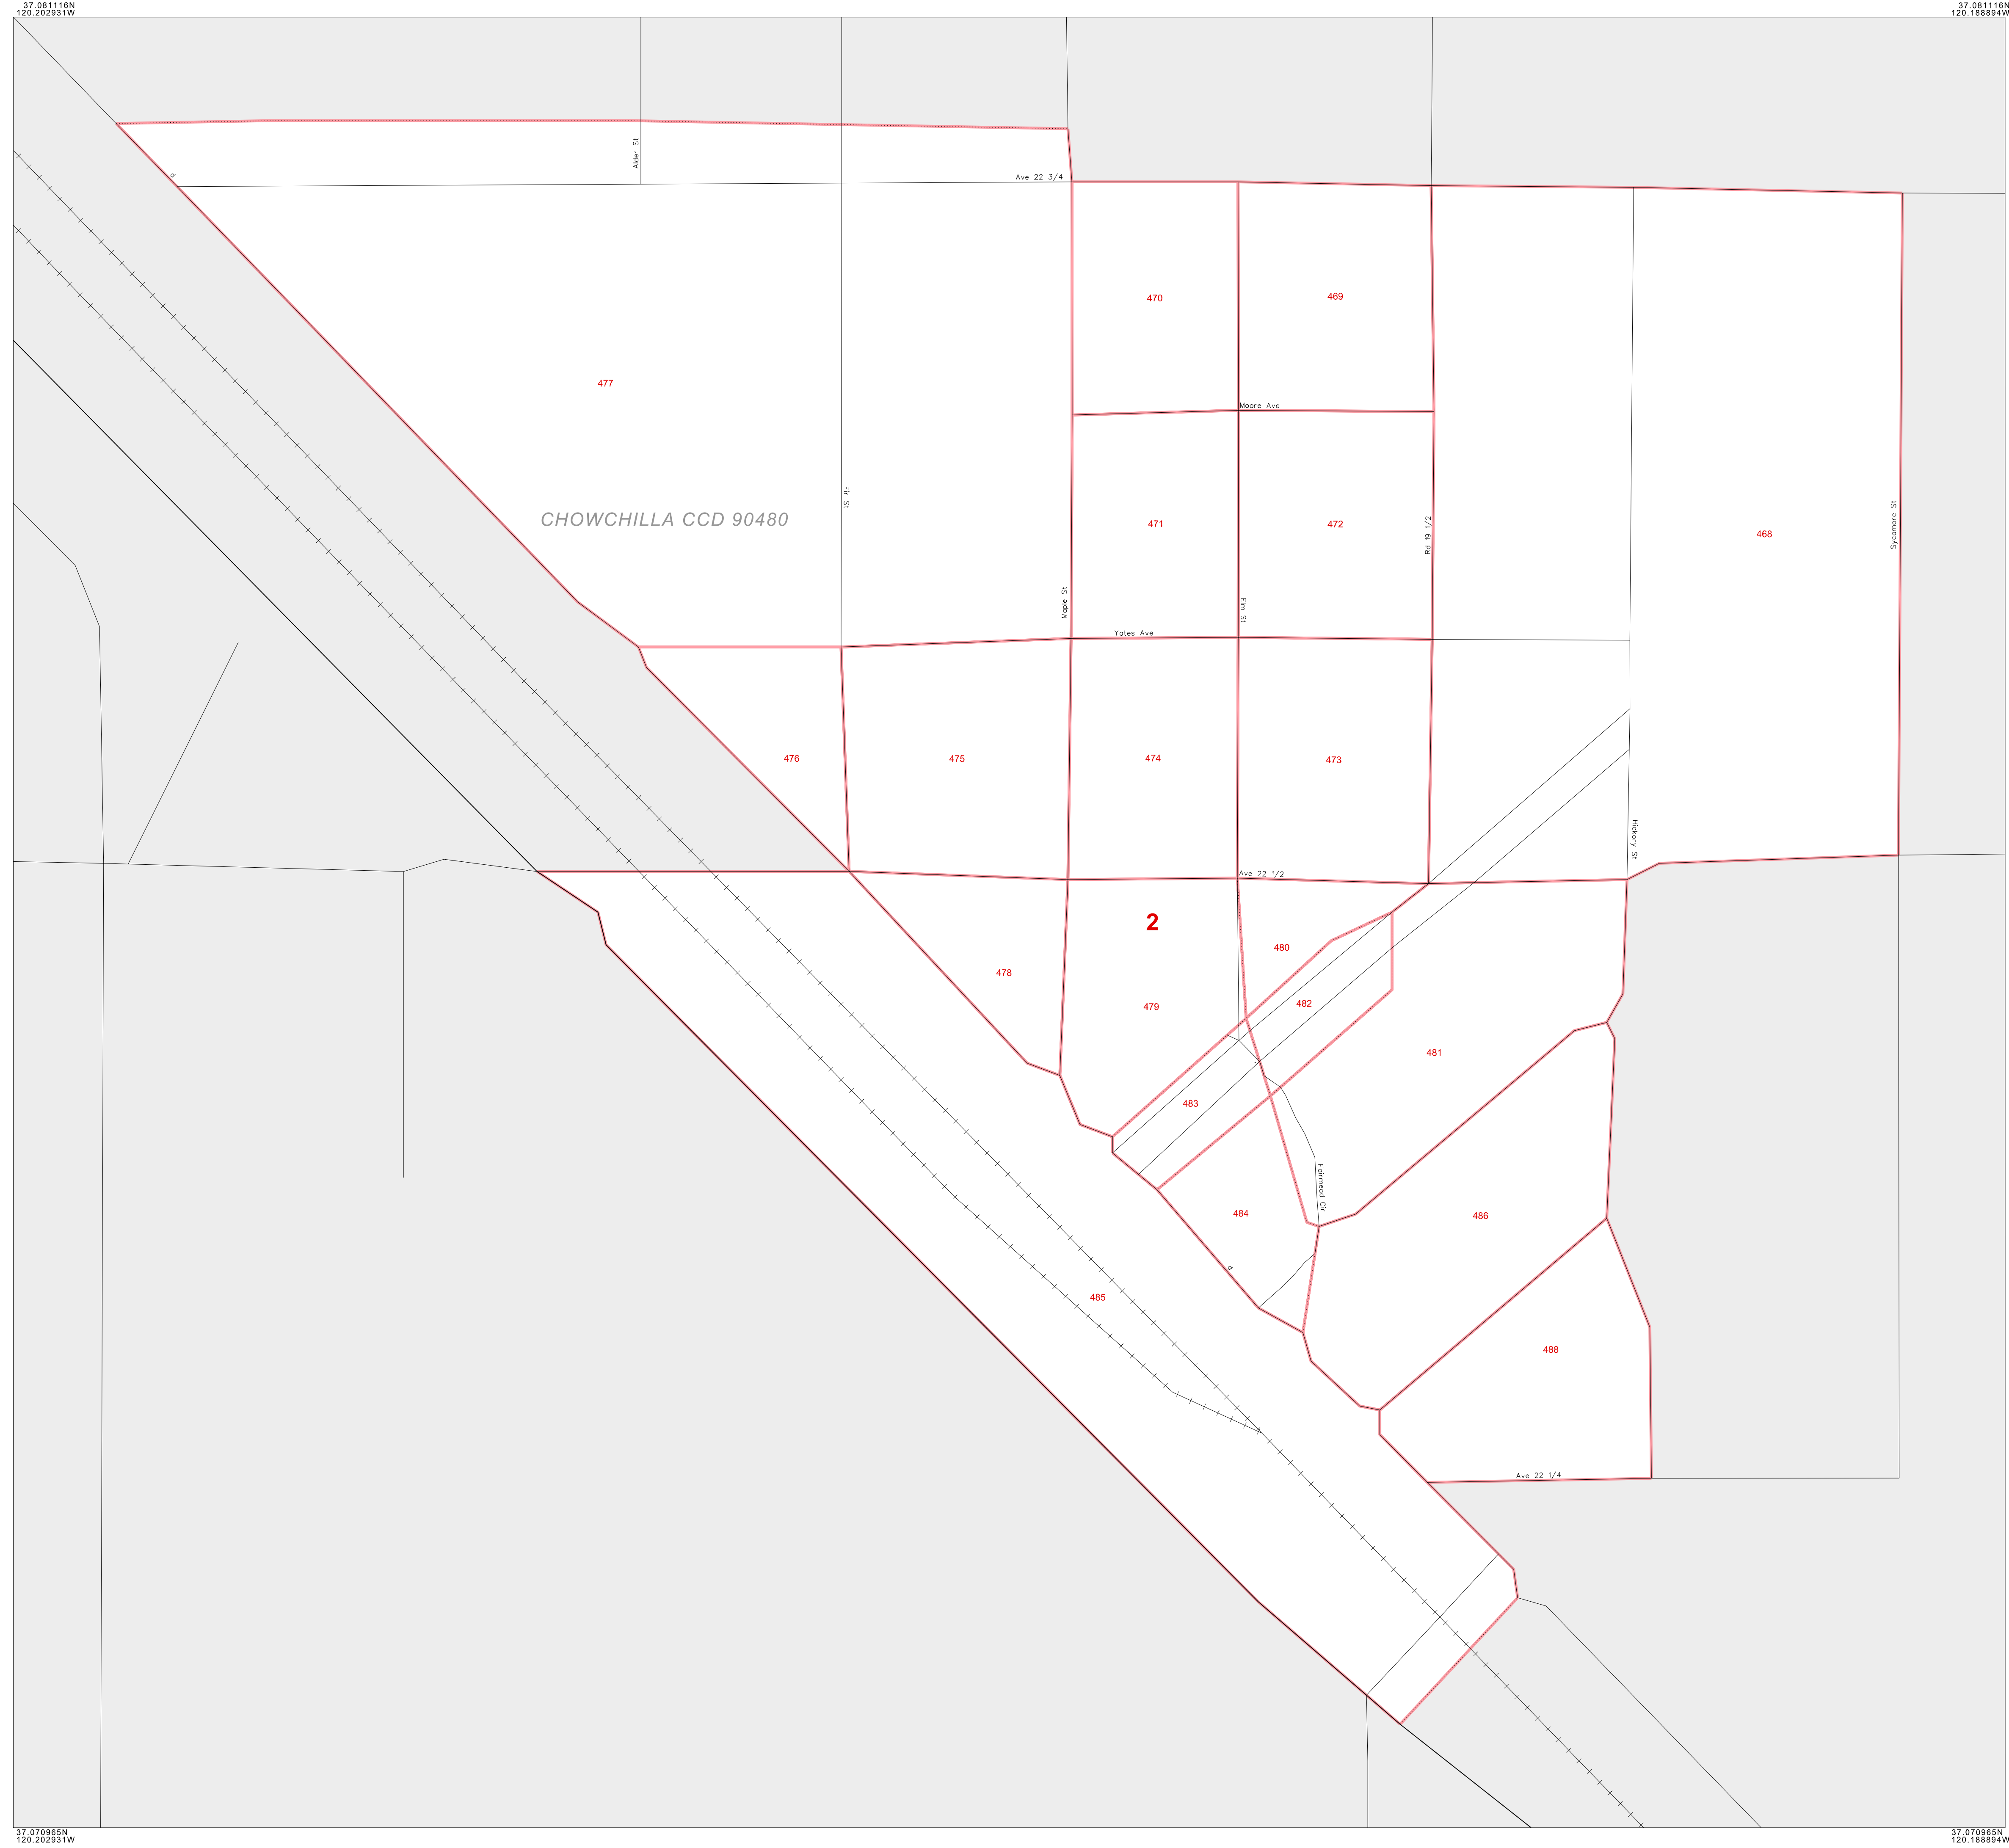 37.081116N
120.202931W
37.081116N
120.188894W
Alder St
Ave 22 3/4
470
469
477
Moore Ave
Fir St
CHOWCHILLA CCD 90480
471
472
Rd 19 1/2
468
Sycamore St
Maple St
Elm St
Yates Ave
476
475
474
473
Hickory St
Ave 22 1/2
2
480
478
479
482
481
483
Fairmead Cir
484
486
485
488
Ave 22 1/4
37.070965N
120.202931W
37.070965N
120.188894W